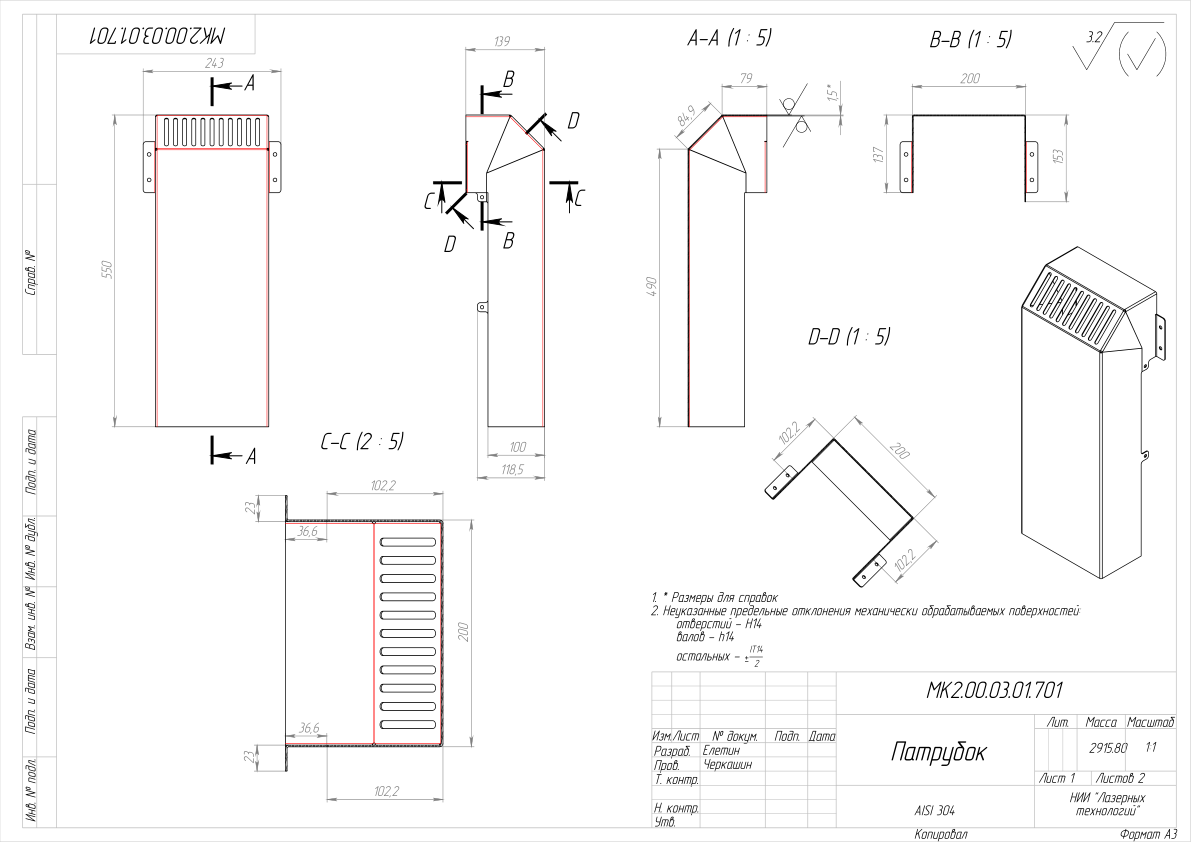 МК2.00.03.01.701
243
A
550
A
139
B
D
C
C
D
B
100
118,5
A-A (1 : 5)
79
1,5*
84,9
490
B-B (1 : 5)
200
137
153
3.2
D-D (1 : 5)
102,2
200
102,2
C-C (2 : 5)
102,2
23
36,6
200
36,6
23
102,2
1. * Размеры для справок
2. Неуказанные предельные отклонения механически обрабатываемых поверхностей:
отверстий – H14
валов – h14
остальных – ± IT14
2
Справ. №
Подп. и дата
Инв. № дубл.
Взам. инв. №
Подп. и дата
Инв. № подл.
МК2.00.03.01.701
Изм. Лист № докум. Подп. Дата
Разраб. Елетин
Пров. Черкашин
Т. контр.
Н. контр.
Утв.
Патрубок
Лит. Масса Масштаб
2915.80 1:1
Лист 1 Листов 2
AISI 304
НИИ "Лазерных
технологий"
Копировал Формат А3